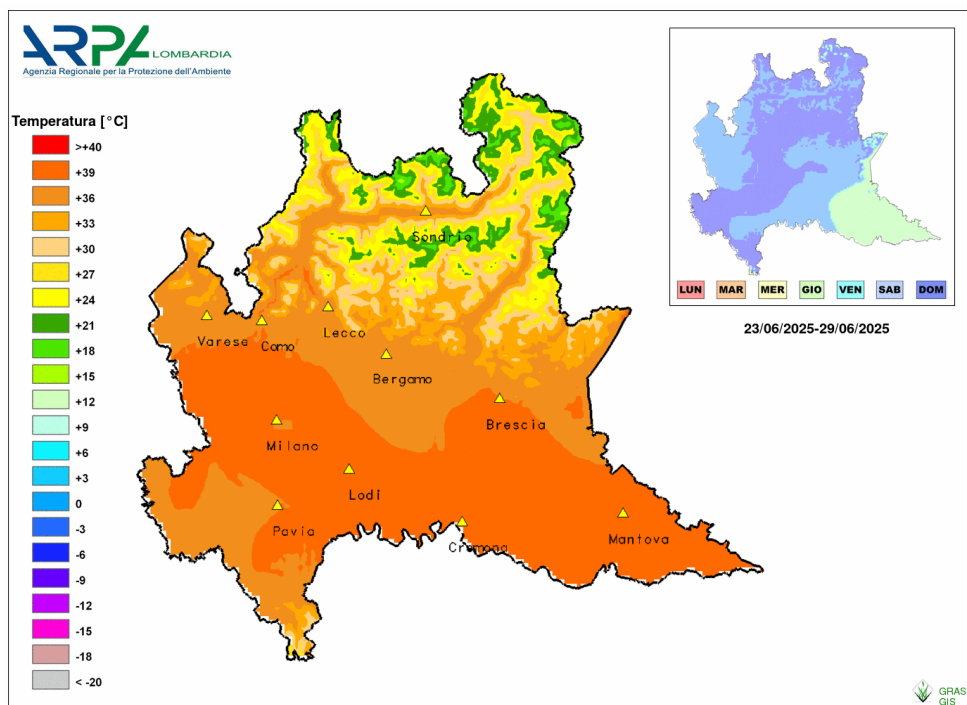 ARPA LOMBARDIA
Agenzia Regionale per la Protezione dell'Ambiente
Temperatura [°C]
>+40
+39
+36
+33
+30
+27
+24
+21
+18
+15
+12
+9
+6
+3
0
-3
-6
-9
-12
-15
-18
< -20
Sondrio
Varese
Como
Lecco
Bergamo
Brescia
Milano
Lodi
Pavia
Cremona
Mantova
LUN MAR MER GIO VEN SAB DOM
23/06/2025-29/06/2025
GRAS
GIS